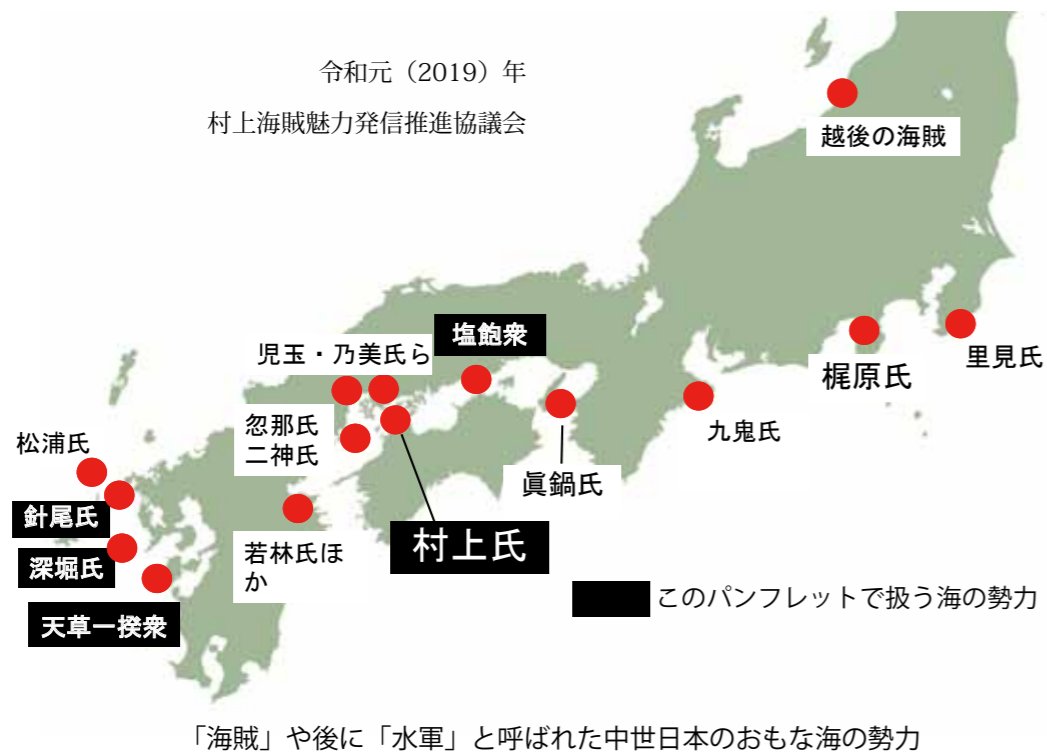 令和元（2019）年
村上海賊魅力発信推進協議会
越後の海賊
塩飽衆
児玉・乃美氏ら
里見氏
梶原氏
忽那氏
二神氏
九鬼氏
松浦氏
眞鍋氏
針尾氏
村上氏
若林氏ほ
か
深堀氏
このパンフレットで扱う海の勢力
天草一揆衆
「海賊」や後に「水軍」と呼ばれた中世日本のおもな海の勢力